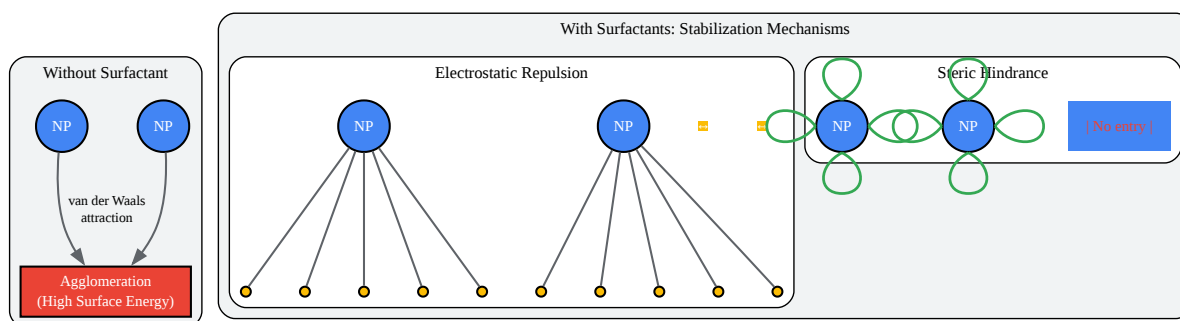 With Surfactants: Stabilization Mechanisms
Without Surfactant
Electrostatic Repulsion
Steric Hindrance
NP
NP
NP
NP
NP
NP
| No entry |
van der Waals
attraction
Agglomeration
(High Surface Energy)